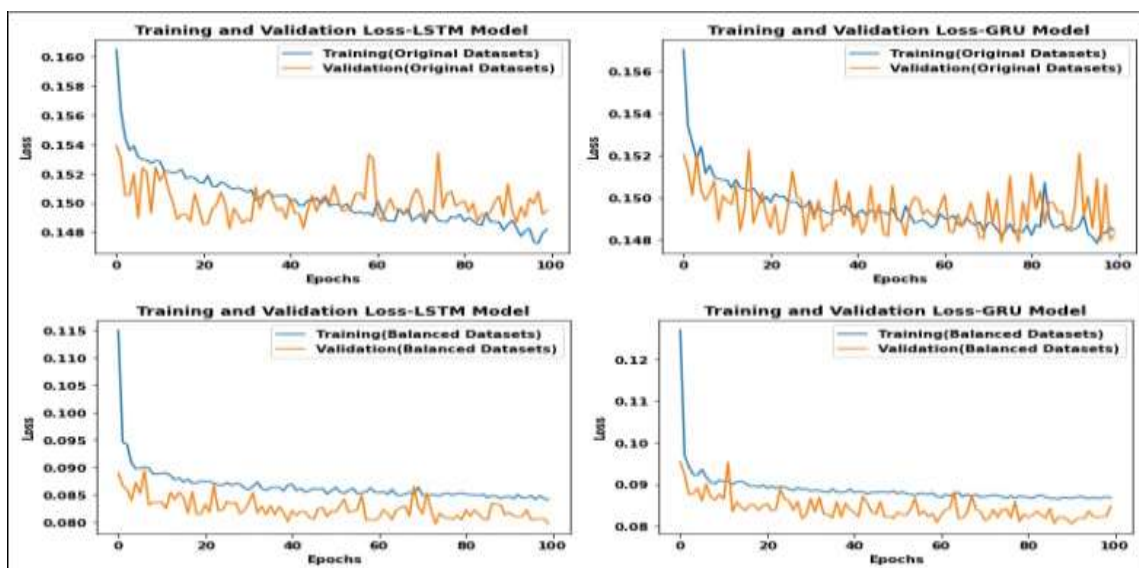 Training and Validation Loss-LSTM Model
Training(Original Datasets)
Validation(Original Datasets)
0.160
0.158
0.156
0.154
0.152
0.150
0.148
Loss
0 20 40 60 80 100
Epochs
Training and Validation Loss-GRU Model
Training(Original Datasets)
Validation(Original Datasets)
0.156
0.154
0.152
0.150
0.148
Loss
0 20 40 60 80 100
Epochs
Training and Validation Loss-LSTM Model
Training(Balanced Datasets)
Validation(Balanced Datasets)
0.115
0.110
0.105
0.100
0.095
0.090
0.085
0.080
Loss
0 20 40 60 80 100
Epochs
Training and Validation Loss-GRU Model
Training(Balanced Datasets)
Validation(Balanced Datasets)
0.12
0.11
0.10
0.09
0.08
Loss
0 20 40 60 80 100
Epochs